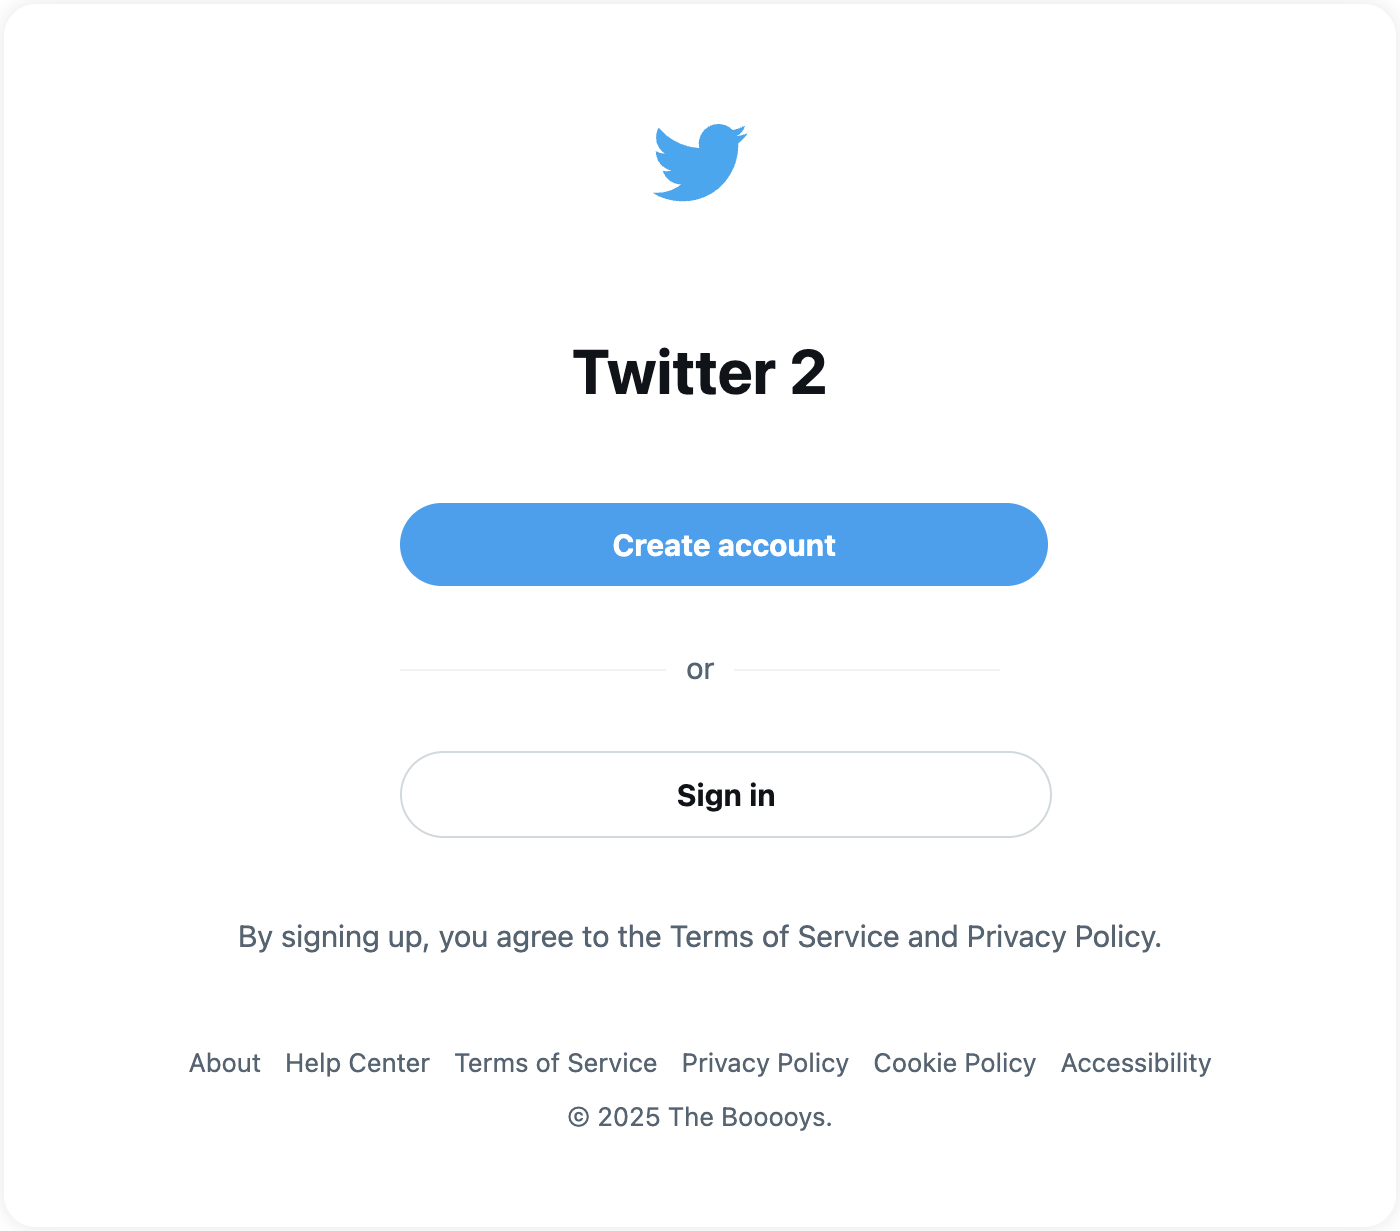 Twitter 2
Create account
or
Sign in
By signing up, you agree to the Terms of Service and Privacy Policy.
About Help Center Terms of Service Privacy Policy Cookie Policy Accessibility
© 2025 The Booooys.